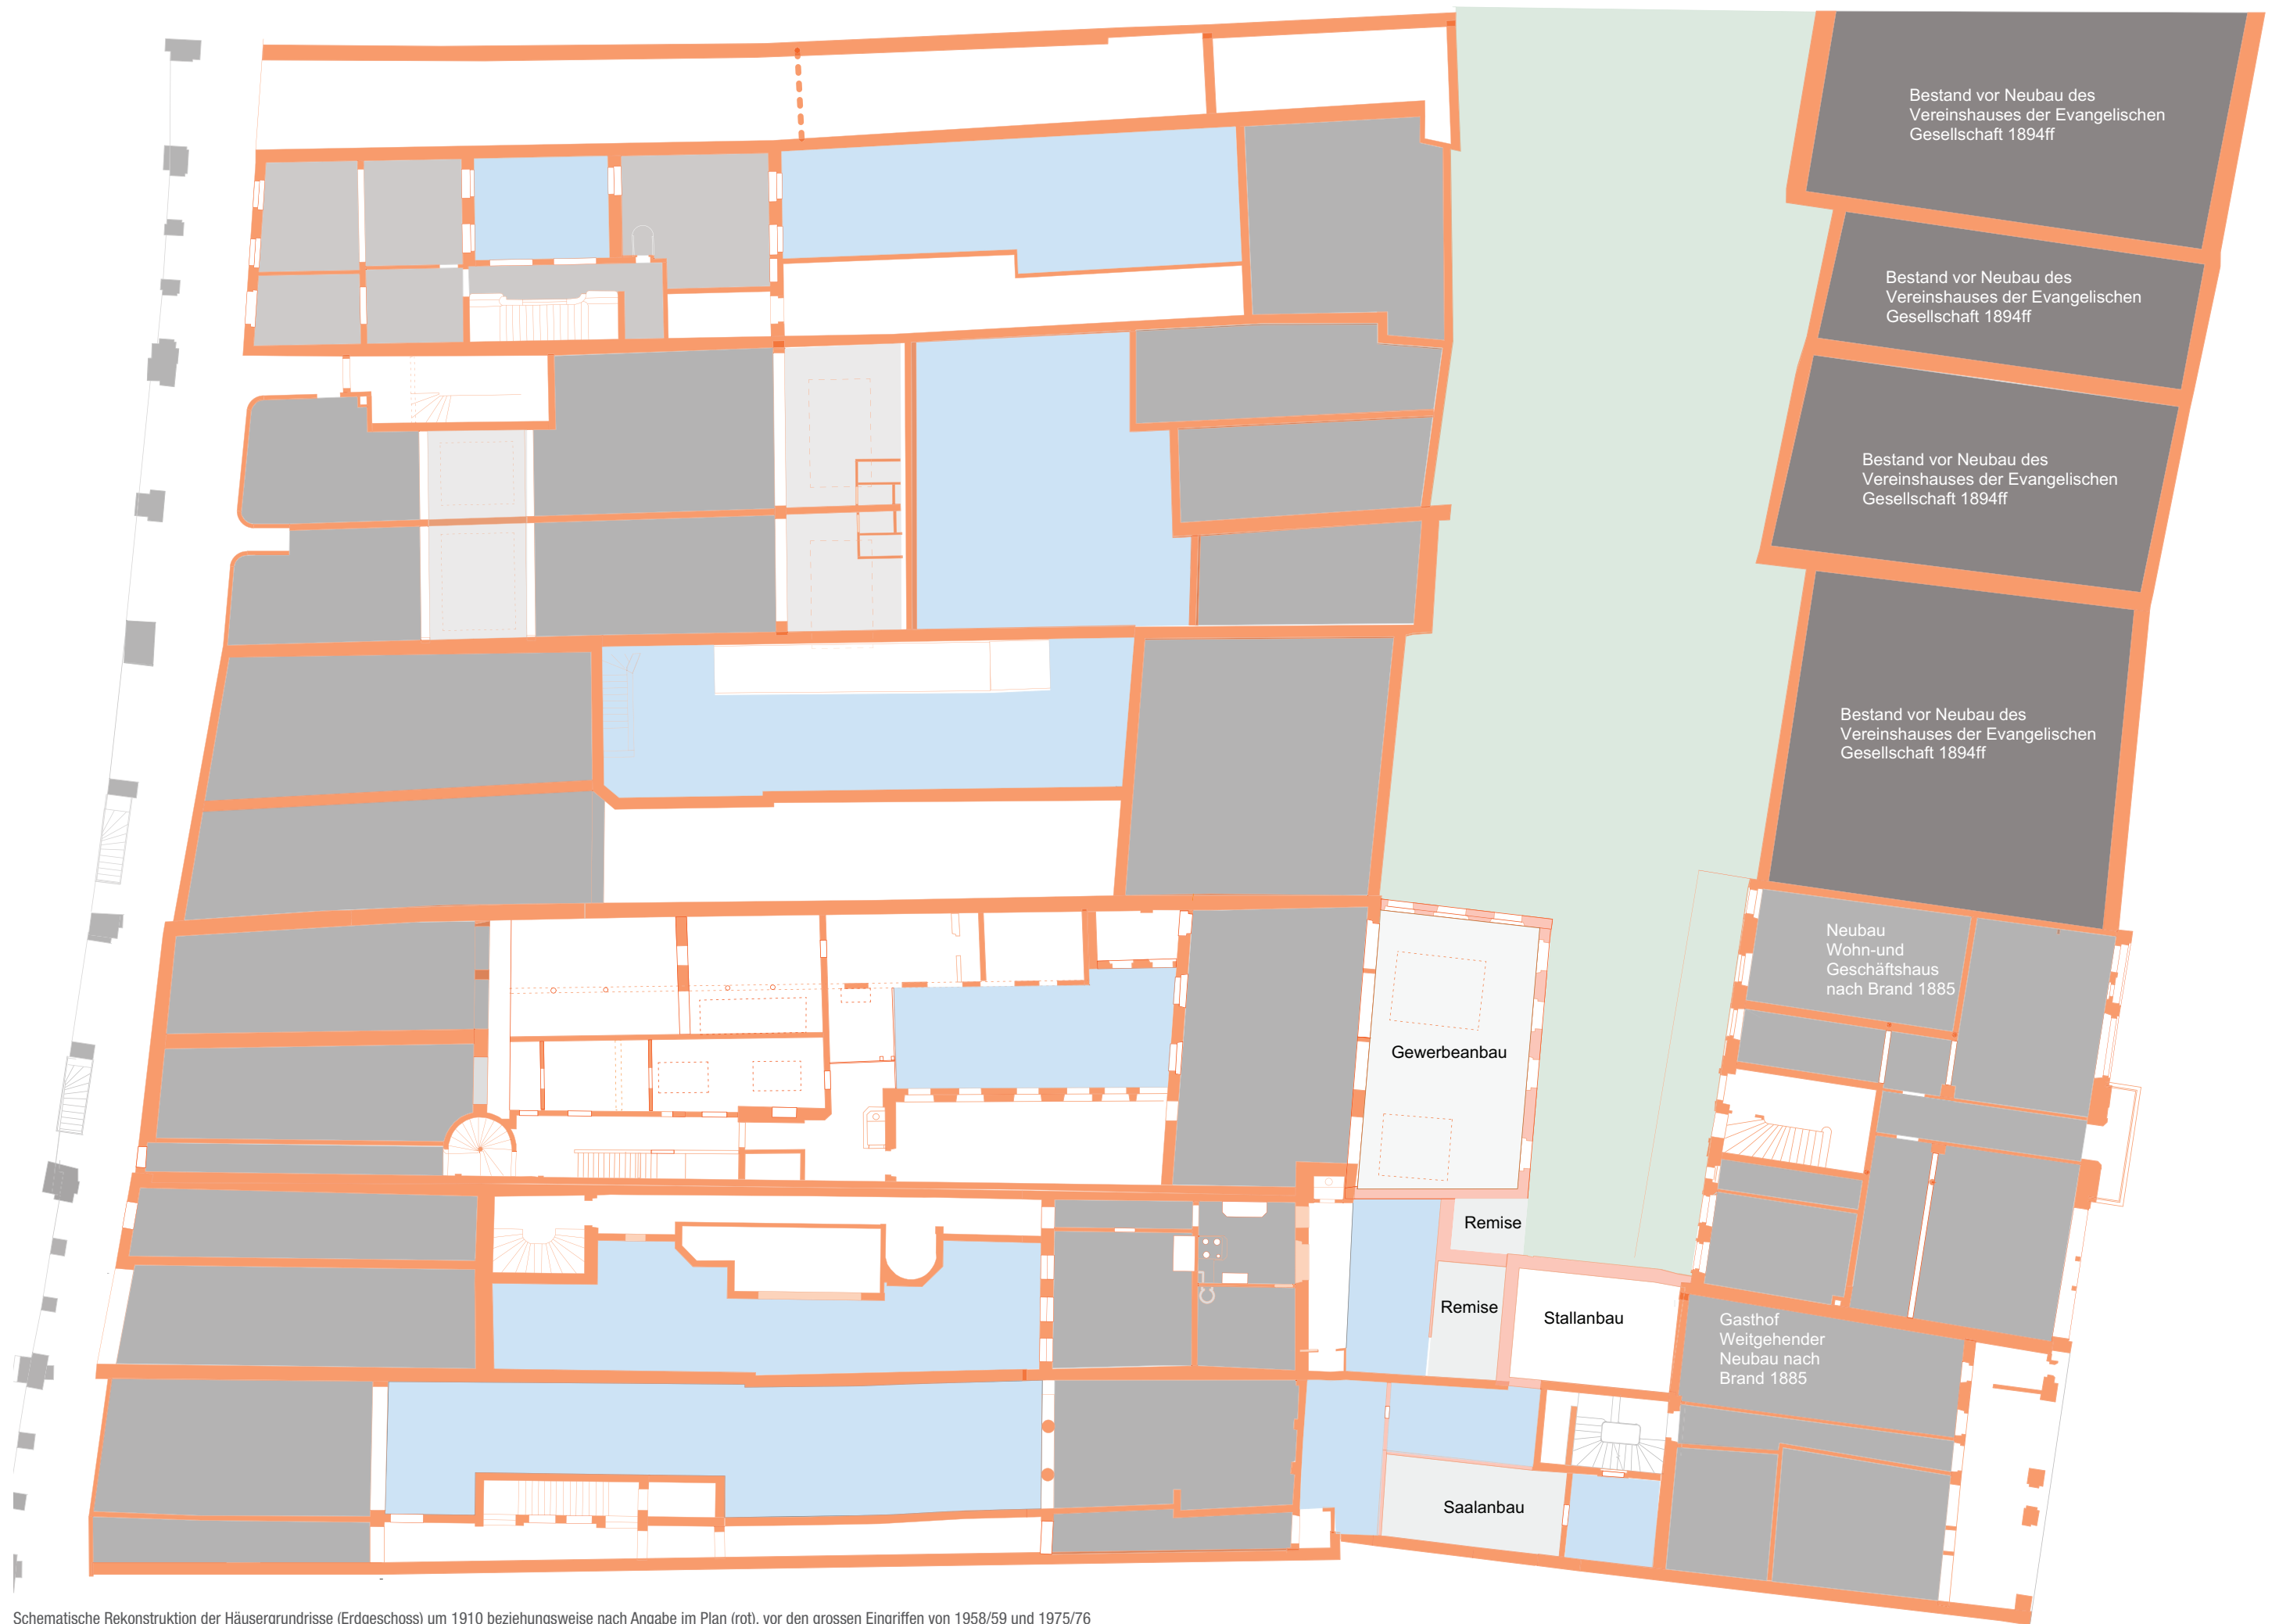 Bestand vor Neubau des
Vereinshauses der Evangelischen
Gesellschaft 1894ff
Bestand vor Neubau des
Vereinshauses der Evangelischen
Gesellschaft 1894ff
Bestand vor Neubau des
Vereinshauses der Evangelischen
Gesellschaft 1894ff
Bestand vor Neubau des
Vereinshauses der Evangelischen
Gesellschaft 1894ff
Neubau
Wohn-und
Geschäftshaus
nach Brand 1885
Gewerbeanbau
Remise
Remise
Stallanbau
Gasthof
Weitgehender
Neubau nach
Brand 1885
Saalanbau
Schematische Rekonstruktion der Häusergrundrisse (Erdgeschoss) um 1910 beziehungsweise nach Angabe im Plan (rot), vor den grossen Eingriffen von 1958/59 und 1975/76